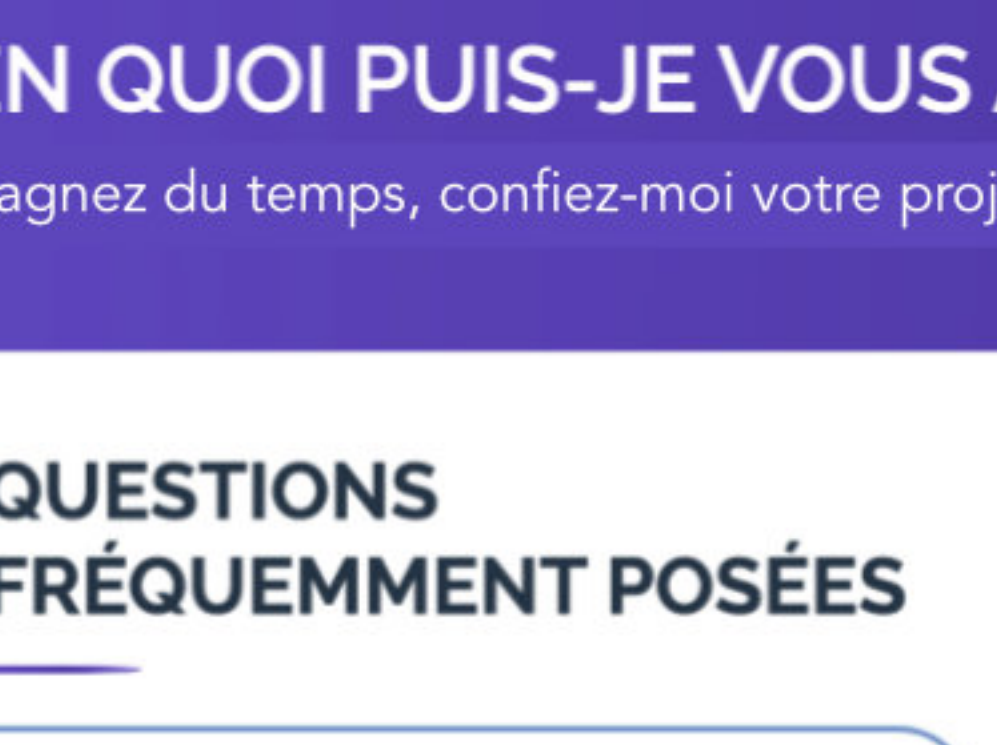 EN QUOI PUIS-JE VOUS
agnez du temps, confiez-moi votre proj
QUESTIONS
FRÉQUEMMENT POSÉES